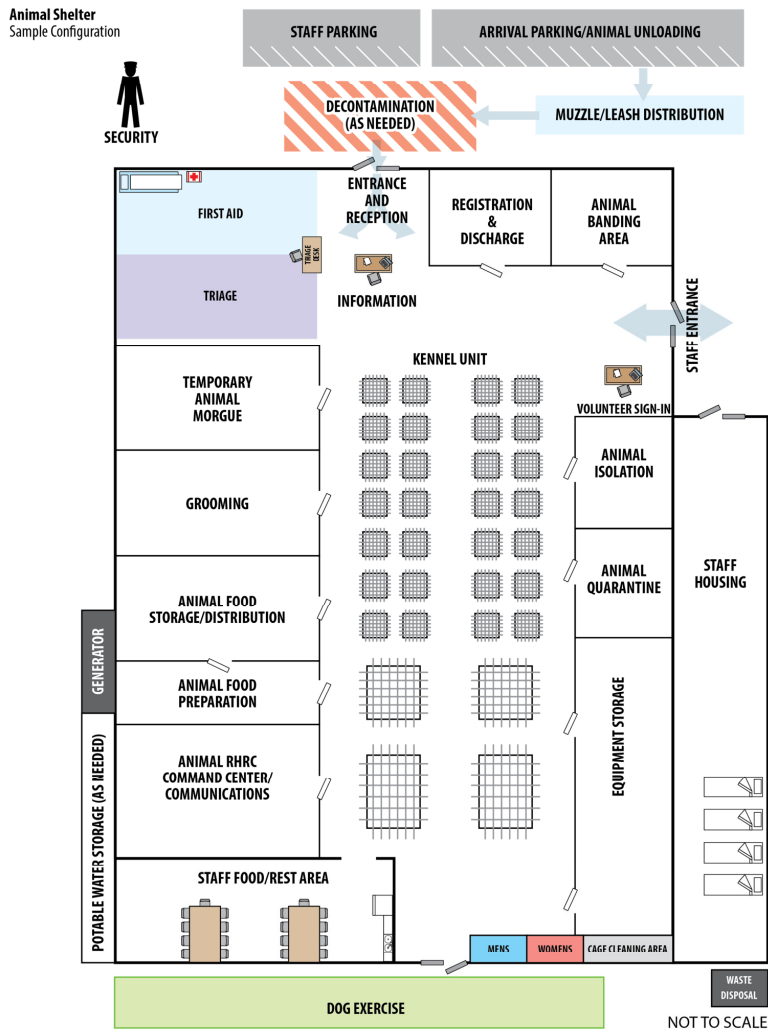 Animal Shelter
Sample Configuration
STAFF PARKING
ARRIVAL PARKING/ANIMAL UNLOADING
DECONTAMINATION
(AS NEEDED)
MUZZLE/LEASH DISTRIBUTION
SECURITY
ENTRANCE
AND
RECEPTION
REGISTRATION
&
DISCHARGE
ANIMAL
BANDING
AREA
FIRST AID
TRIAGE
DESK
TRIAGE
INFORMATION
STAFF ENTRANCE
KENNEL UNIT
VOLUNTEER SIGN-IN
TEMPORARY
ANIMAL
MORGUE
ANIMAL
ISOLATION
GROOMING
ANIMAL
QUARANTINE
STAFF
HOUSING
ANIMAL FOOD
STORAGE/DISTRIBUTION
GENERATOR
ANIMAL FOOD
PREPARATION
EQUIPMENT STORAGE
ANIMAL RHRC
COMMAND CENTER/
COMMUNICATIONS
POTABLE WATER STORAGE (AS NEEDED)
STAFF FOOD/REST AREA
MENS
WOMENS
CAGE CLEANING AREA
WASTE
DISPOSAL
DOG EXERCISE
NOT TO SCALE